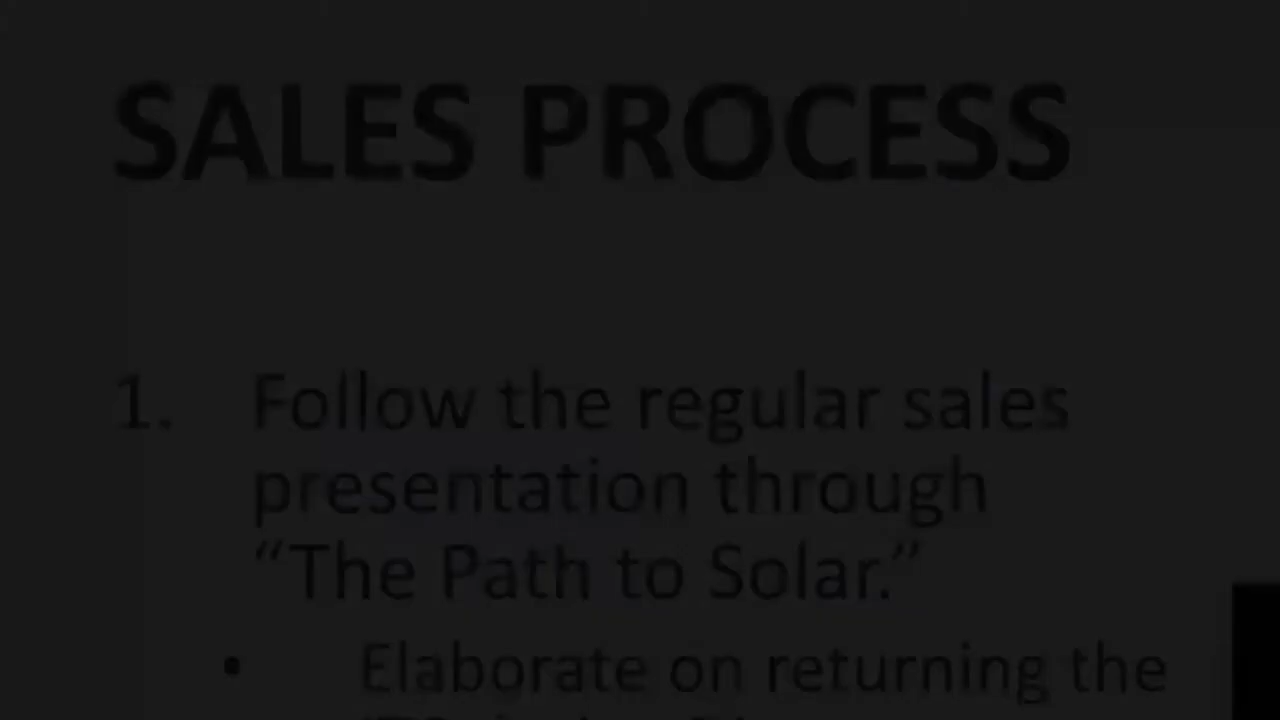 SALES PROCESS
1. Follow the regular sales
presentation through
“The Path to Solar.”
• Elaborate on returning the